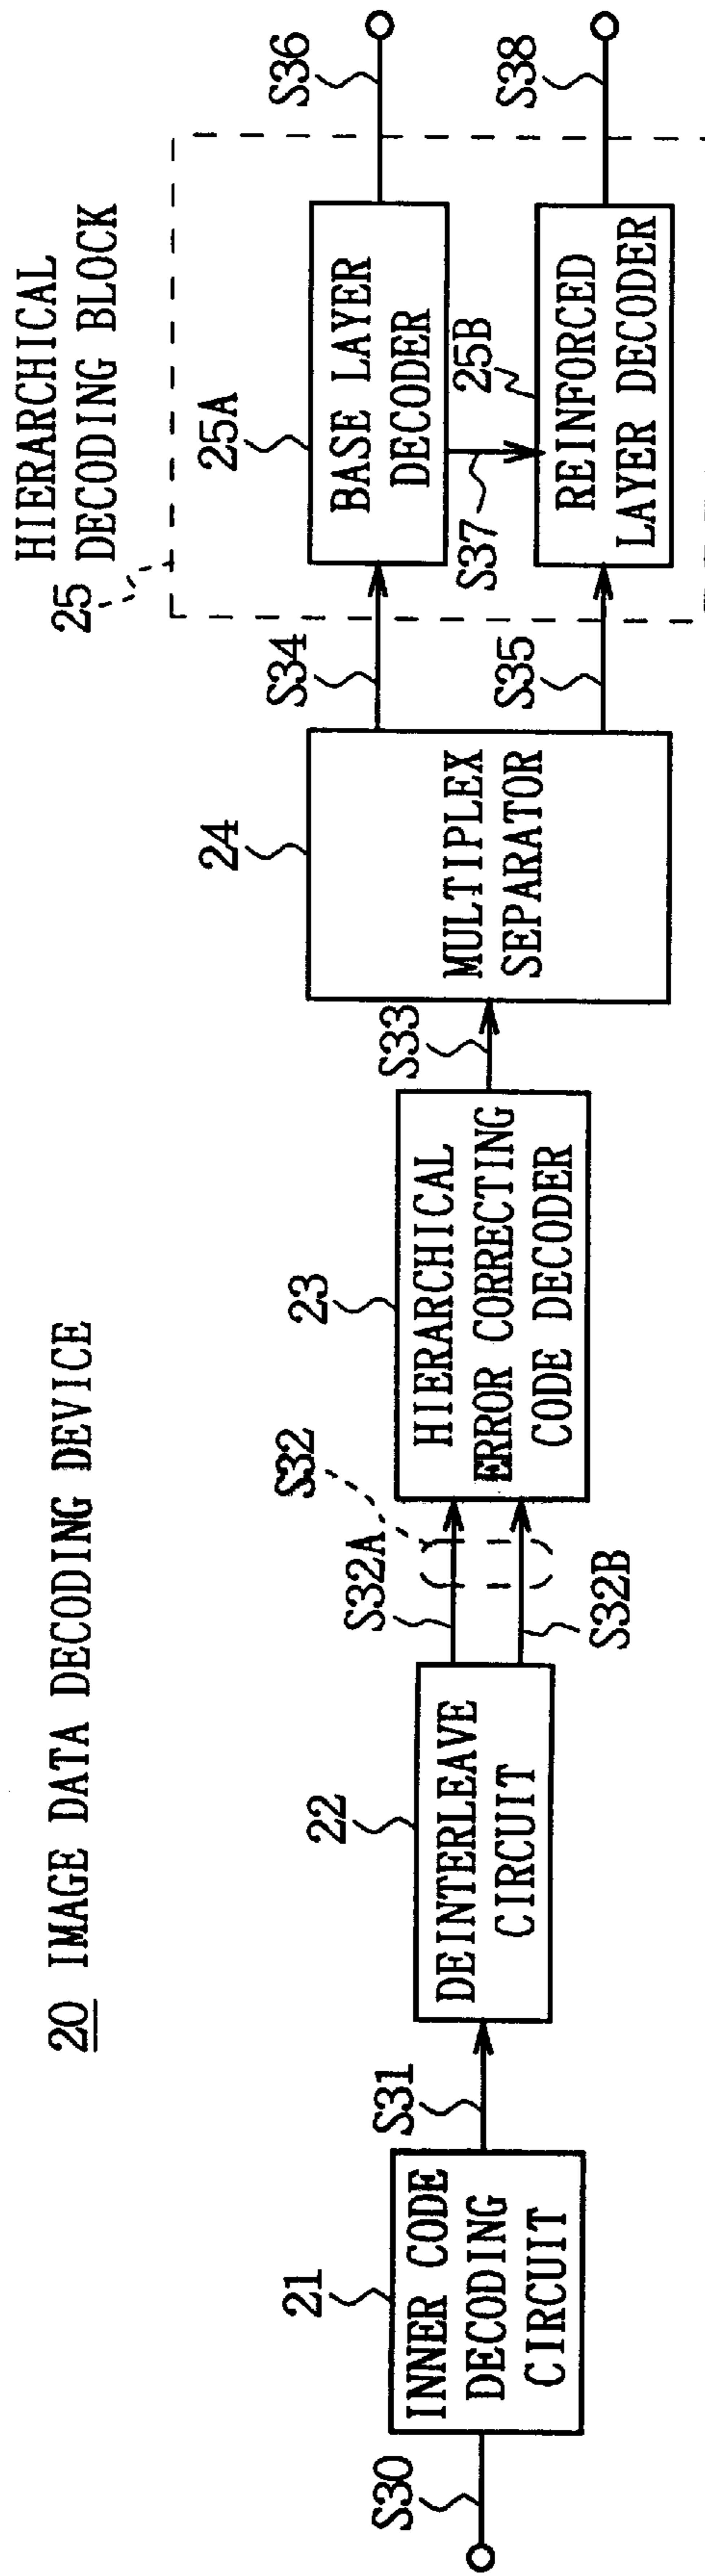 20 IMAGE DATA DECODING DEVICE
S30
21
INNER CODE
DECODING
CIRCUIT
S31
22
DEINTERLEAVE
CIRCUIT
S32A
S32
S32B
23
HIERARCHICAL
ERROR CORRECTING
CODE DECODER
S33
24
MULTIPLEX
SEPARATOR
S34
S35
25
HIERARCHICAL
DECODING BLOCK
25A
BASE LAYER
DECODER
S37
25B
REINFORCED
LAYER DECODER
S36
S38